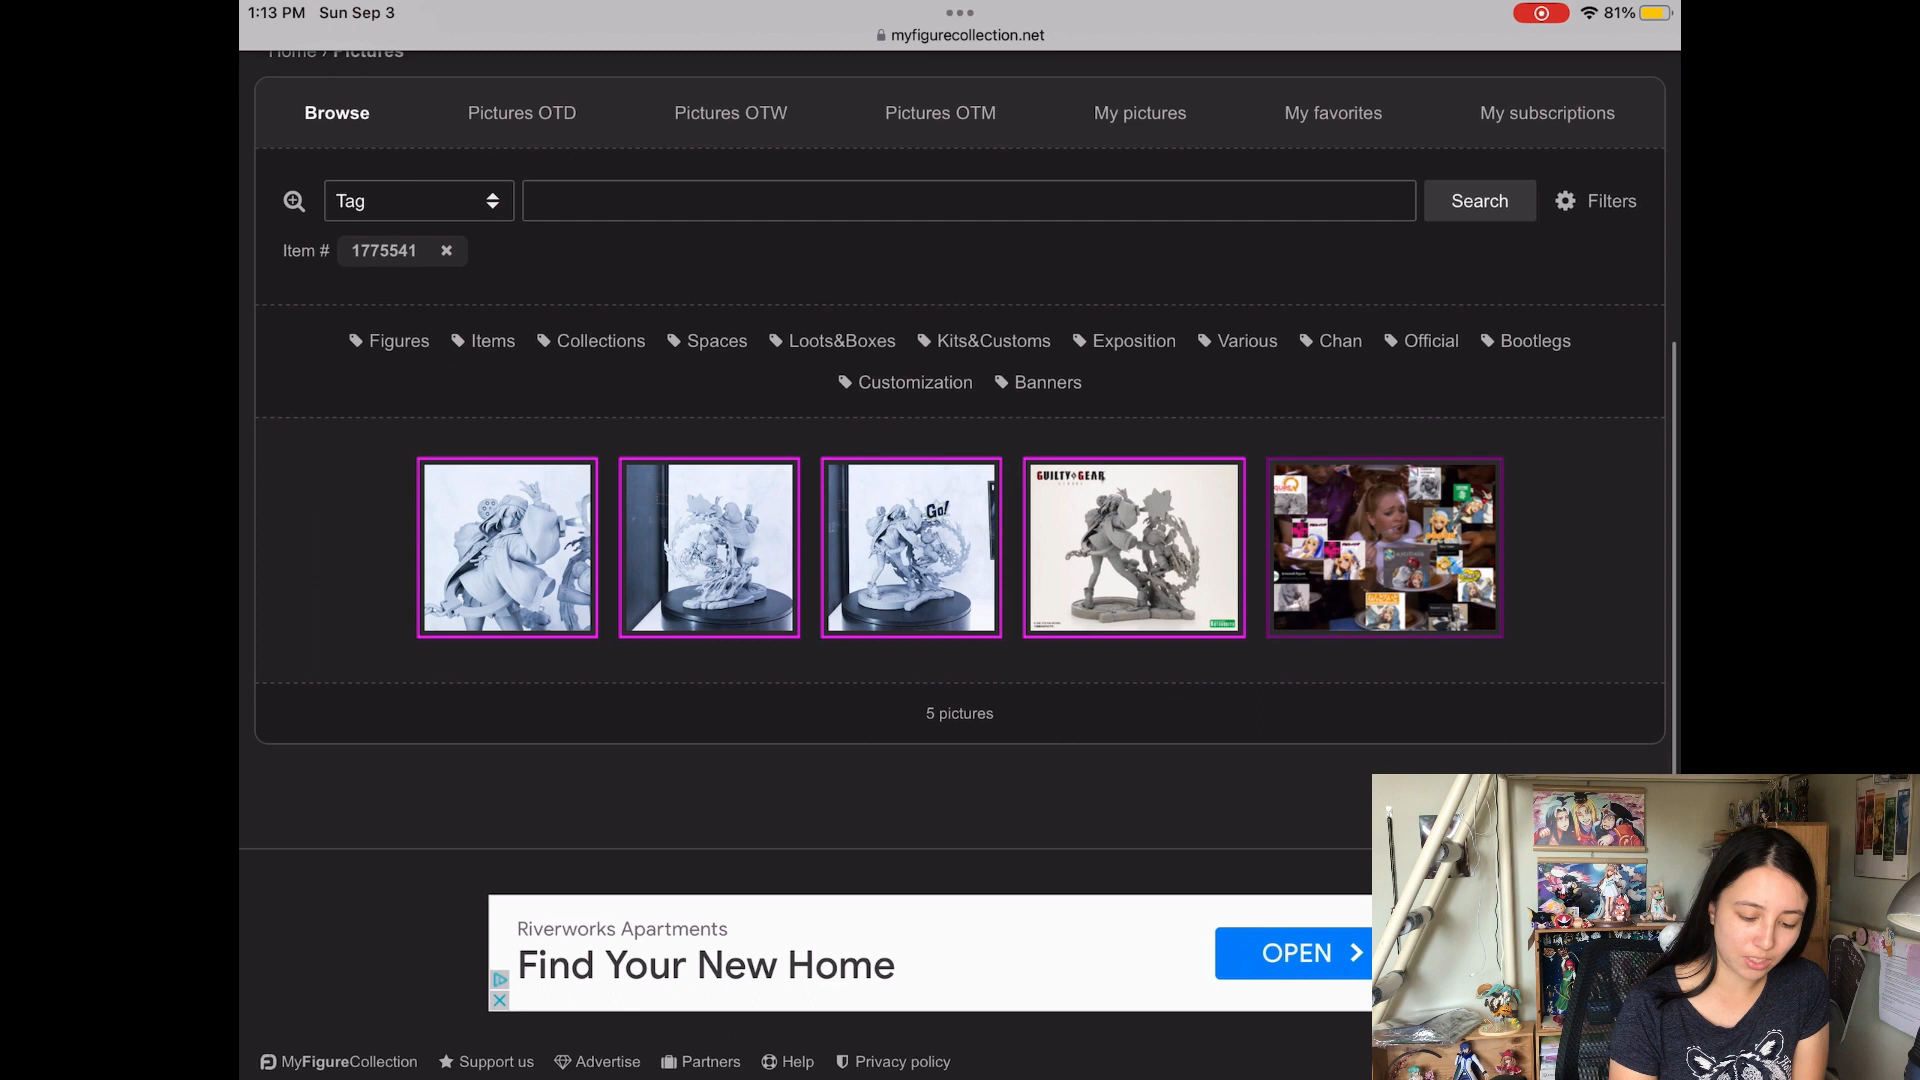 1:13 PM Sun Sep 3
81%
myfigurecollection.net
Home › Pictures
Browse Pictures OTD Pictures OTW Pictures OTM My pictures My favorites My subscriptions
Tag Search Filters
Item # 1775541
Figures Items Collections Spaces Loots&Boxes Kits&Customs Exposition Various Chan Official Bootlegs
Customization Banners
GUILTY GEAR
Go!
5 pictures
Riverworks Apartments
Find Your New Home
OPEN
MyFigureCollection Support us Advertise Partners Help Privacy policy